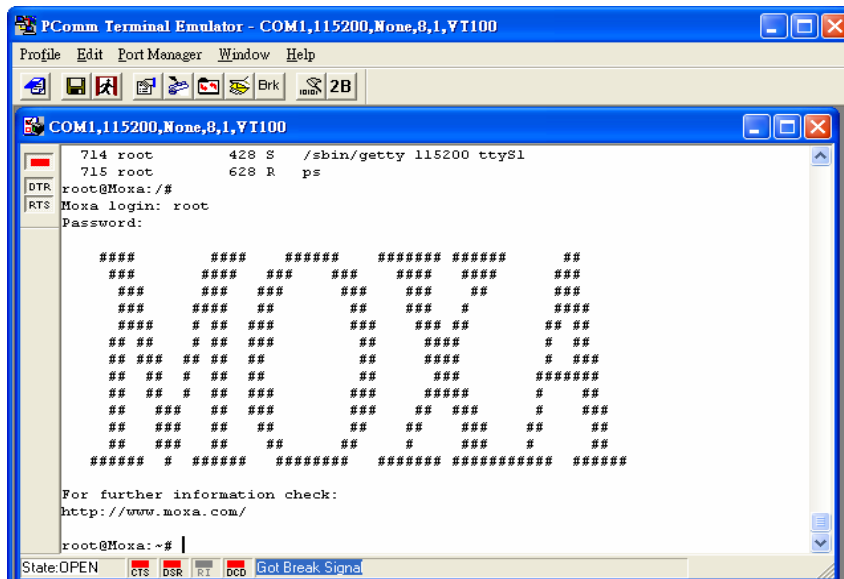 PComm Terminal Emulator - COM1,115200,None,8,1,VT100
Profile Edit Port Manager Window Help
Brk 2B
COM1,115200,None,8,1,VT100
714 root 428 S /sbin/getty 115200 ttyS1
715 root 628 R ps
DTR
root@Moxa:/#
RTS
Moxa login: root
Password:
MOXA
For further information check:
http://www.moxa.com/
root@Moxa:~#
State:OPEN CTS DSR RI DCD Got Break Signal